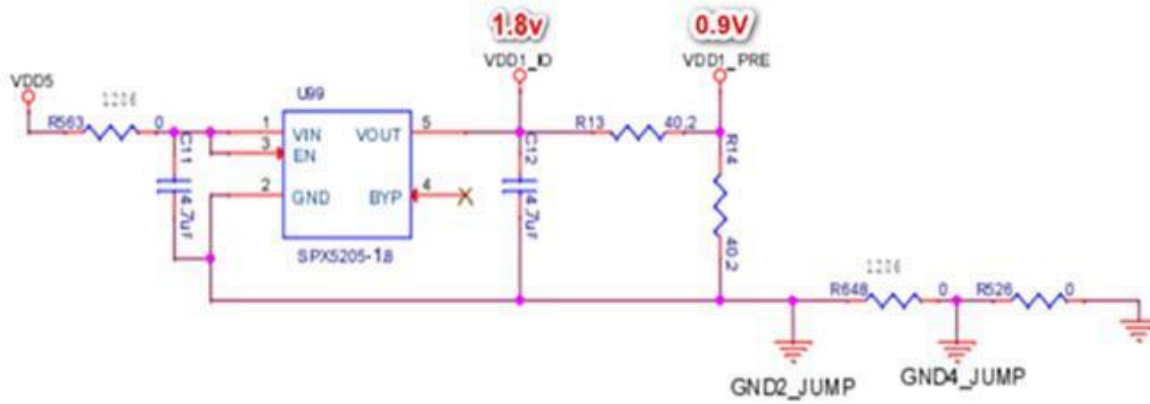 1.8v
0.9V
VDD1_IO
VDD1_PRE
VDD5
1206
U99
R563
0
1
VIN
VOUT
5
R13
40.2
3
EN
C11
C12
R14
2
GND
BYP
4
4.7uf
4.7uf
40.2
SPX5205-1.8
1206
R648
0
R526
0
GND2_JUMP
GND4_JUMP